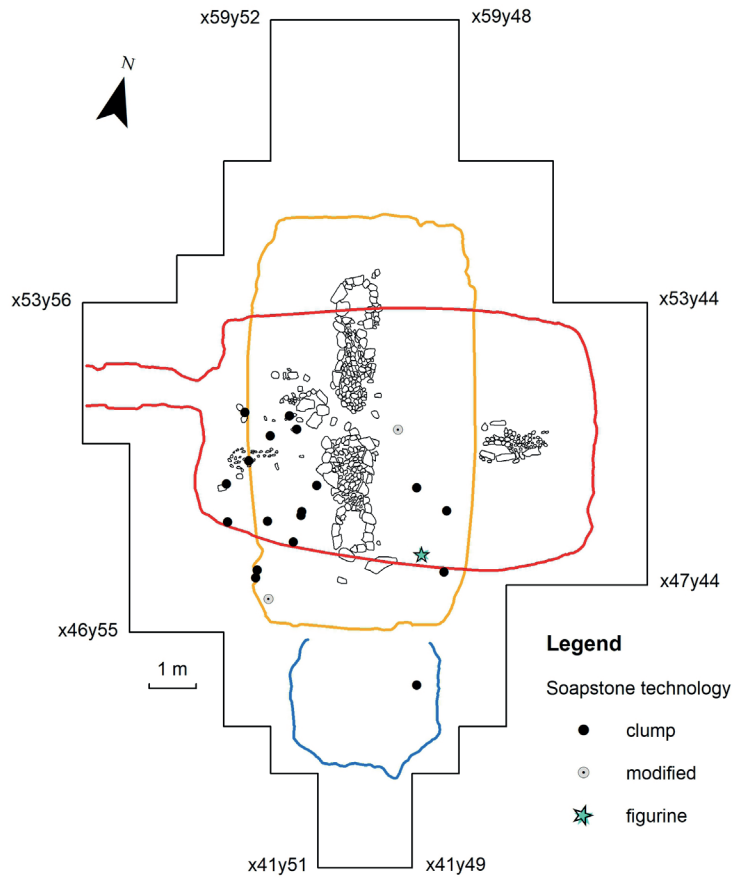 x59y52
x59y48
N
x53y56
x53y44
x47y44
x46y55
1 m
Legend
Soapstone technology
clump
modified
figurine
x41y51
x41y49